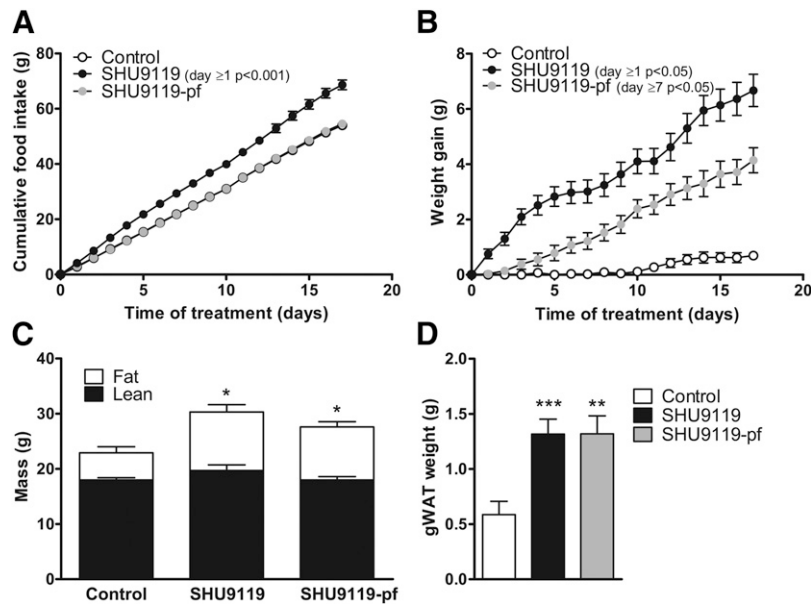 A
Control
SHU9119 (day ≥1 p<0.001)
SHU9119-pf
Cumulative food intake (g)
80
60
40
20
0
0 5 10 15 20
Time of treatment (days)
B
Control
SHU9119 (day ≥1 p<0.05)
SHU9119-pf (day ≥7 p<0.05)
Weight gain (g)
8
6
4
2
0
0 5 10 15 20
Time of treatment (days)
C
Fat
Lean
Mass (g)
40
30
20
10
0
* *
Control SHU9119 SHU9119-pf
D
gWAT weight (g)
2.0
1.5
1.0
0.5
0.0
*** **
Control
SHU9119
SHU9119-pf